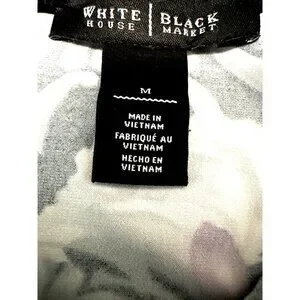 WHITE HOUSE | BLACK MARKET
M
MADE IN
VIETNAM
FABRIQUÉ AU
VIETNAM
HECHO EN
VIETNAM